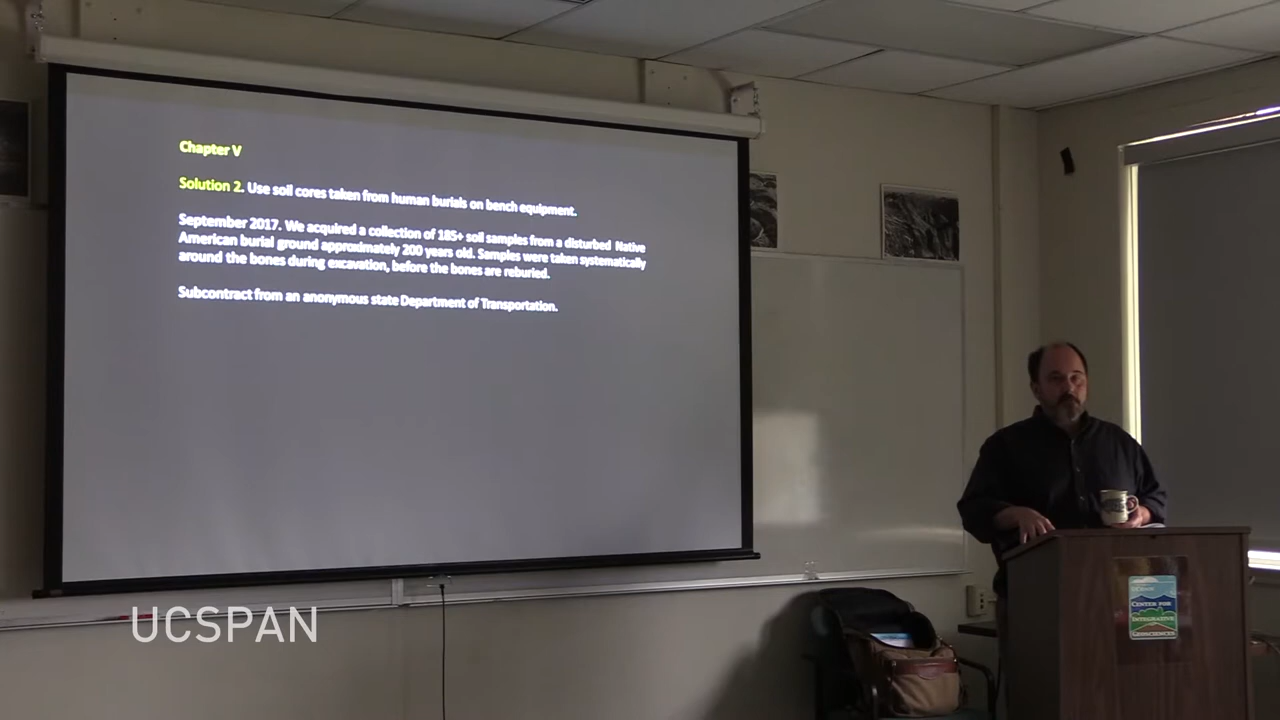 Chapter V
Solution 2. Use soil cores taken from human burials on bench equipment.
September 2017. We acquired a collection of 185+ soil samples from a disturbed Native
American burial ground approximately 200 years old. Samples were taken systematically
around the bones during excavation, before the bones are reburied.
Subcontract from an anonymous state Department of Transportation.
UCSPAN
CENTER FOR
INTEGRATIVE
GEOSCIENCES